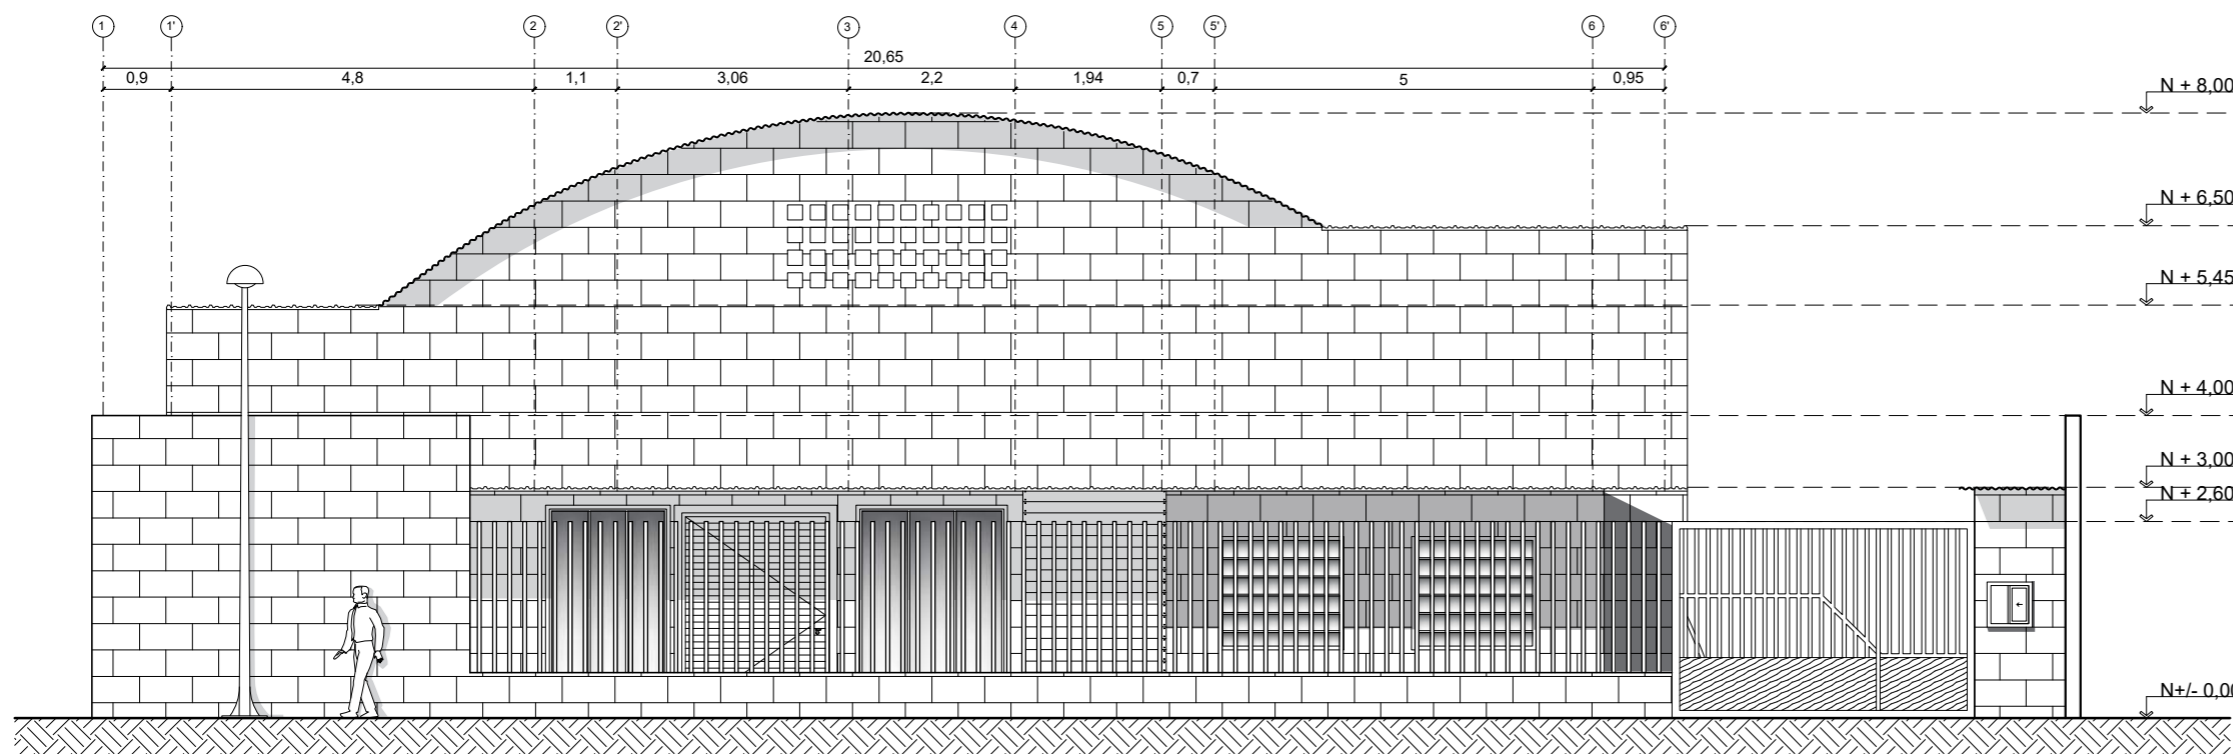 1 1' 2 2' 3 4 5 5' 6 6'
20,65
0,9 4,8 1,1 3,06 2,2 1,94 0,7 5 0,95
N + 8,00
N + 6,50
N + 5,45
N + 4,00
N + 3,00
N + 2,60
N+/- 0,00